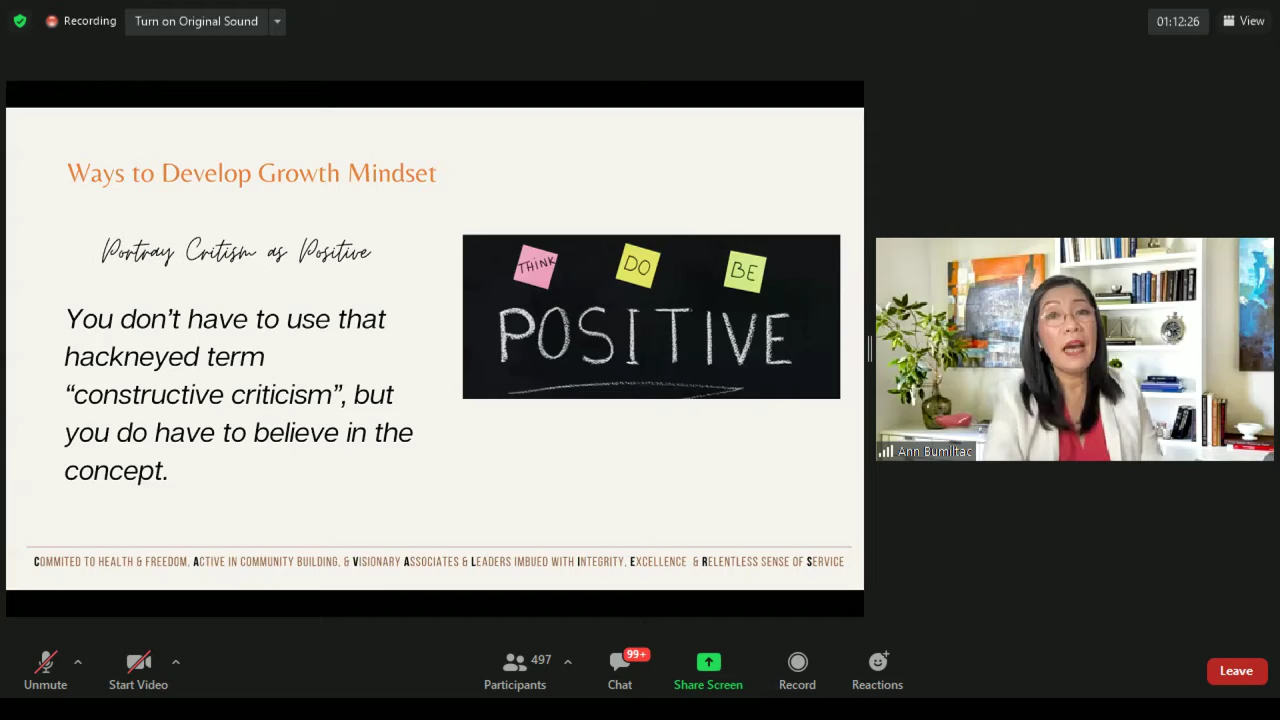 Recording
Turn on Original Sound
01:12:26
View
Ways to Develop Growth Mindset
Portray Critism as Positive
You don't have to use that
hackneyed term
“constructive criticism”, but
you do have to believe in the
concept.
THINK
DO
BE
POSITIVE
COMMITED TO HEALTH & FREEDOM, ACTIVE IN COMMUNITY BUILDING, & VISIONARY ASSOCIATES & LEADERS IMBUED WITH INTEGRITY, EXCELLENCE & RELENTLESS SENSE OF SERVICE
Ann Bumiltac
Unmute
Start Video
497
Participants
99+
Chat
Share Screen
Record
Reactions
Leave